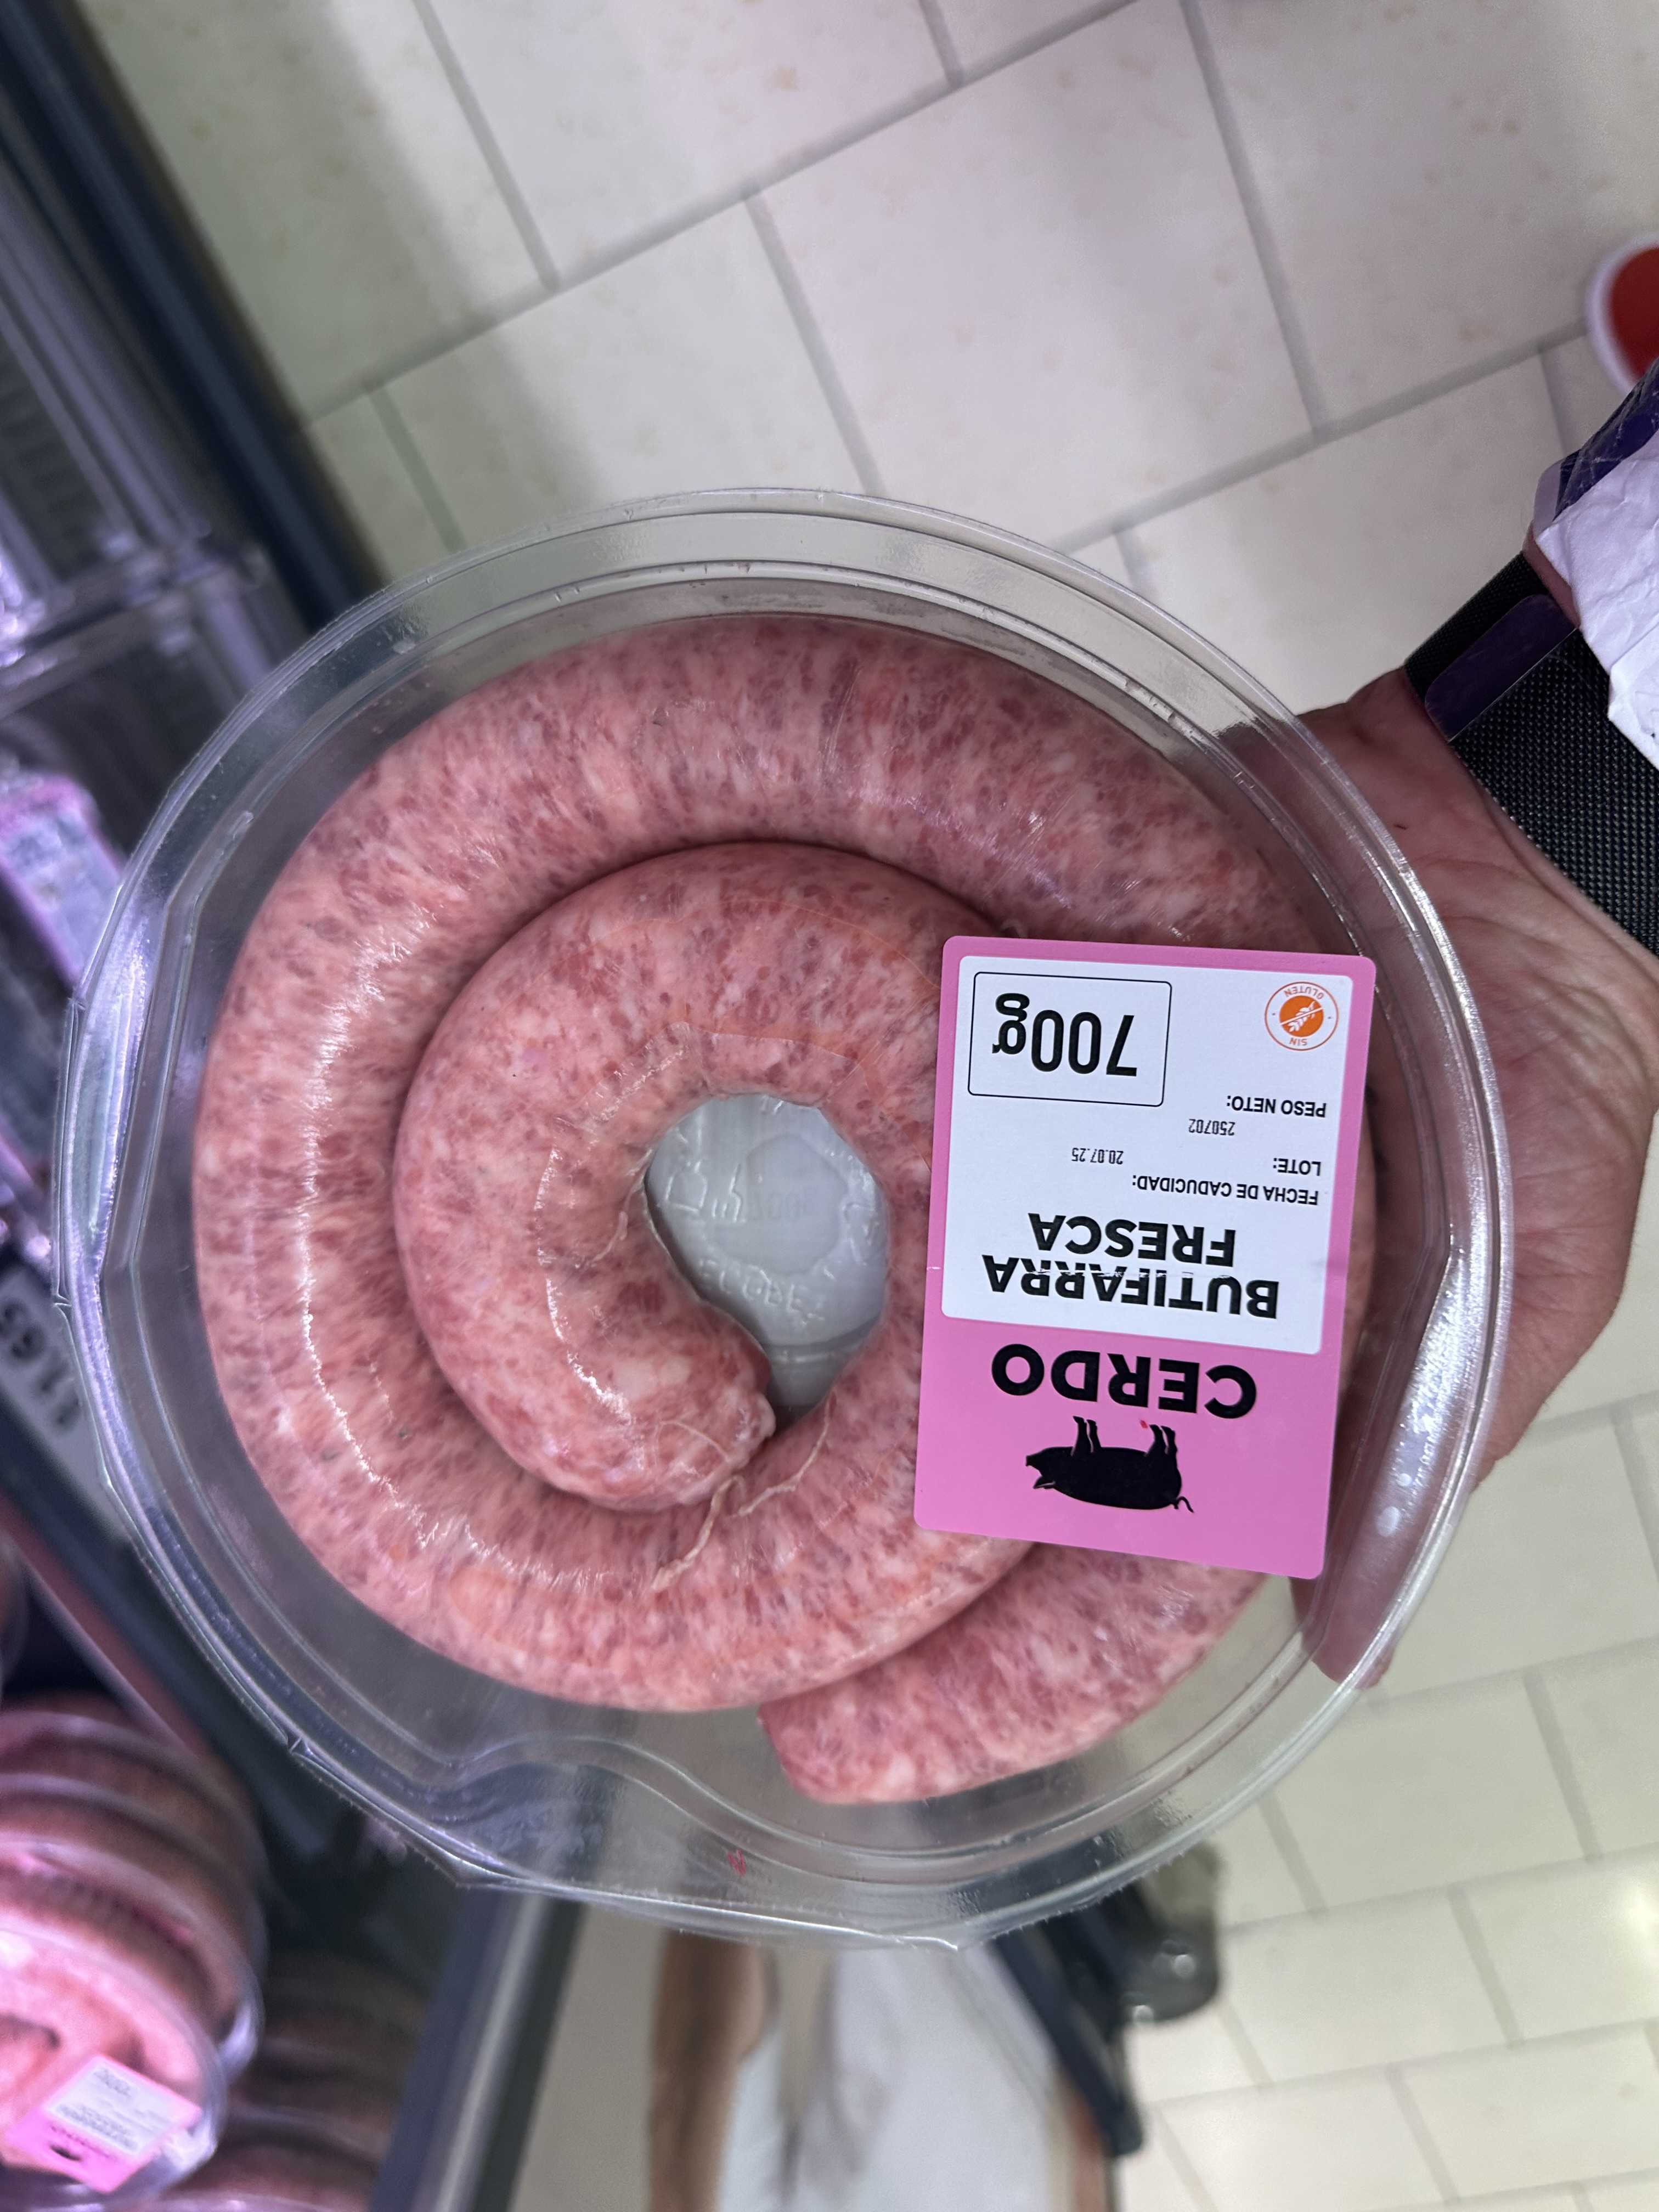 CERDO
BUTIFARRA
FRESCA
FECHA DE CADUCIDAD:
20.07.25
LOTE:
250702
PESO NETO:
700g
SIN
GLUTEN